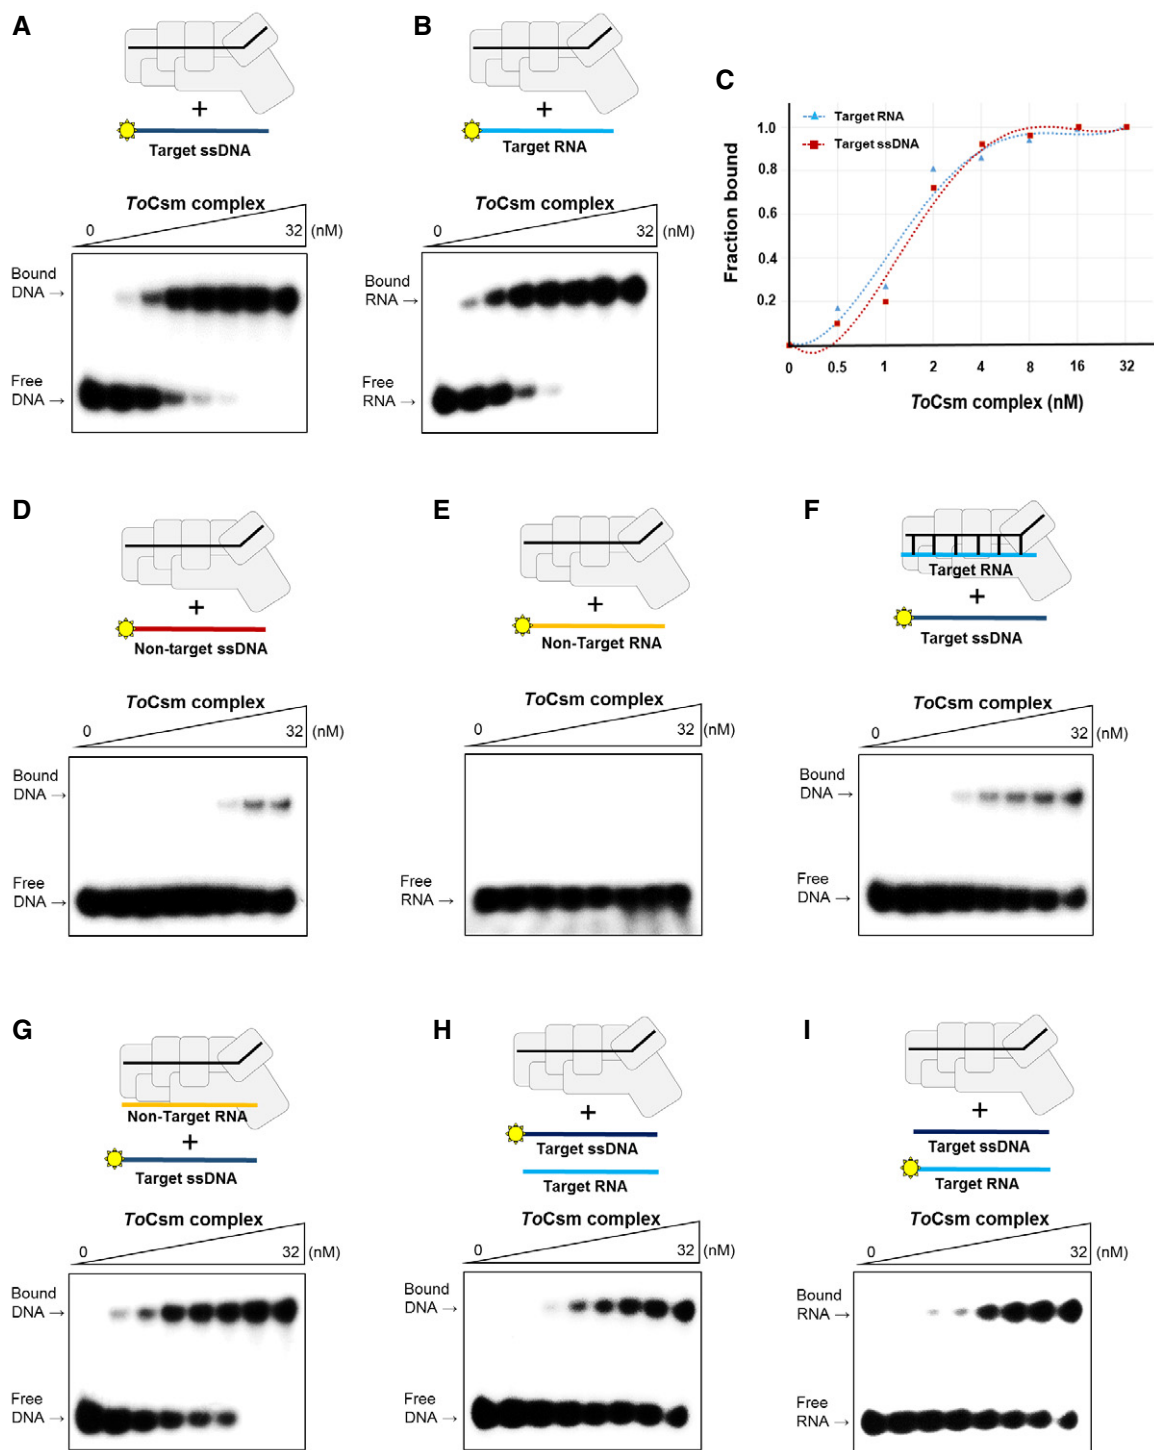 A
+
Target ssDNA
ToCsm complex
0
32 (nM)
Bound
DNA →
Free
DNA →
B
+
Target RNA
ToCsm complex
0
32 (nM)
Bound
RNA →
Free
RNA →
C
Target RNA
Target ssDNA
Fraction bound
1.0
0.8
0.6
0.4
0.2
0 0.5 1 2 4 8 16 32
ToCsm complex (nM)
D
+
Non-target ssDNA
ToCsm complex
0
32 (nM)
Bound
DNA →
Free
DNA →
E
+
Non-Target RNA
ToCsm complex
0
32 (nM)
Free
RNA →
F
Target RNA
+
Target ssDNA
ToCsm complex
0
32 (nM)
Bound
DNA →
Free
DNA →
G
Non-Target RNA
+
Target ssDNA
ToCsm complex
0
32 (nM)
Bound
DNA →
Free
DNA →
H
+
Target ssDNA
Target RNA
ToCsm complex
0
32 (nM)
Bound
DNA →
Free
DNA →
I
+
Target ssDNA
Target RNA
ToCsm complex
0
32 (nM)
Bound
RNA →
Free
RNA →